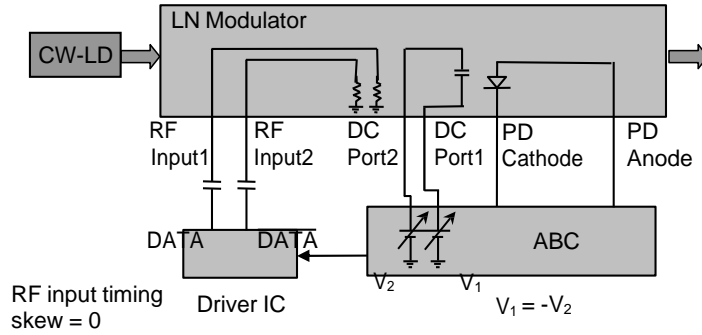 LN Modulator
CW-LD
RF Input1
RF Input2
DC Port2
DC Port1
PD Cathode
PD Anode
DATA
DATA
ABC
V2
V1
V1 = -V2
Driver IC
RF input timing
skew = 0